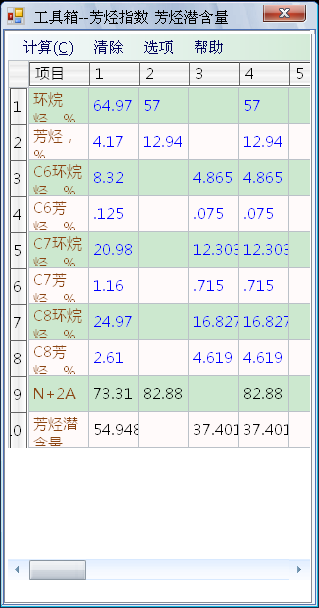 工具箱--芳烃指数 芳烃潜含量
计算(C) 清除 选项 帮助
项目 1 2 3 4 5
1 环烷烃，% 64.97 57 57
2 芳烃，% 4.17 12.94 12.94
3 C6环烷烃，% 8.32 4.865 4.865
4 C6芳烃，% .125 .075 .075
5 C7环烷烃，% 20.98 12.303 12.303
6 C7芳烃，% 1.16 .715 .715
7 C8环烷烃，% 24.97 16.827 16.827
8 C8芳烃，% 2.61 4.619 4.619
9 N+2A 73.31 82.88 82.88
10 芳烃潜含量 54.948 37.401 37.401